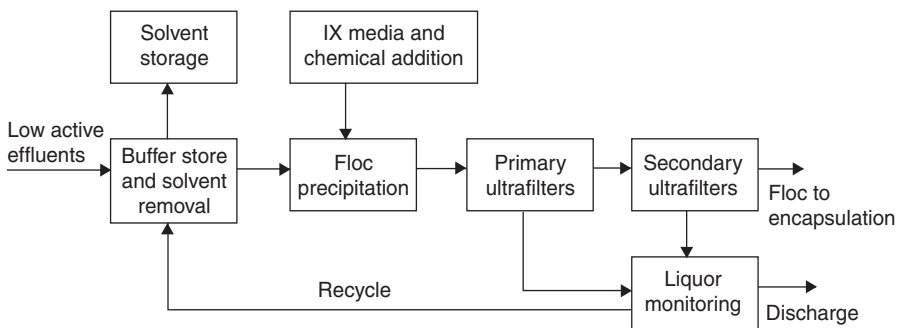 Solvent
storage
IX media and
chemical addition
Low active
effluents
Buffer store
and solvent
removal
Floc
precipitation
Primary
ultrafilters
Secondary
ultrafilters
Floc to
encapsulation
Recycle
Liquor
monitoring
Discharge